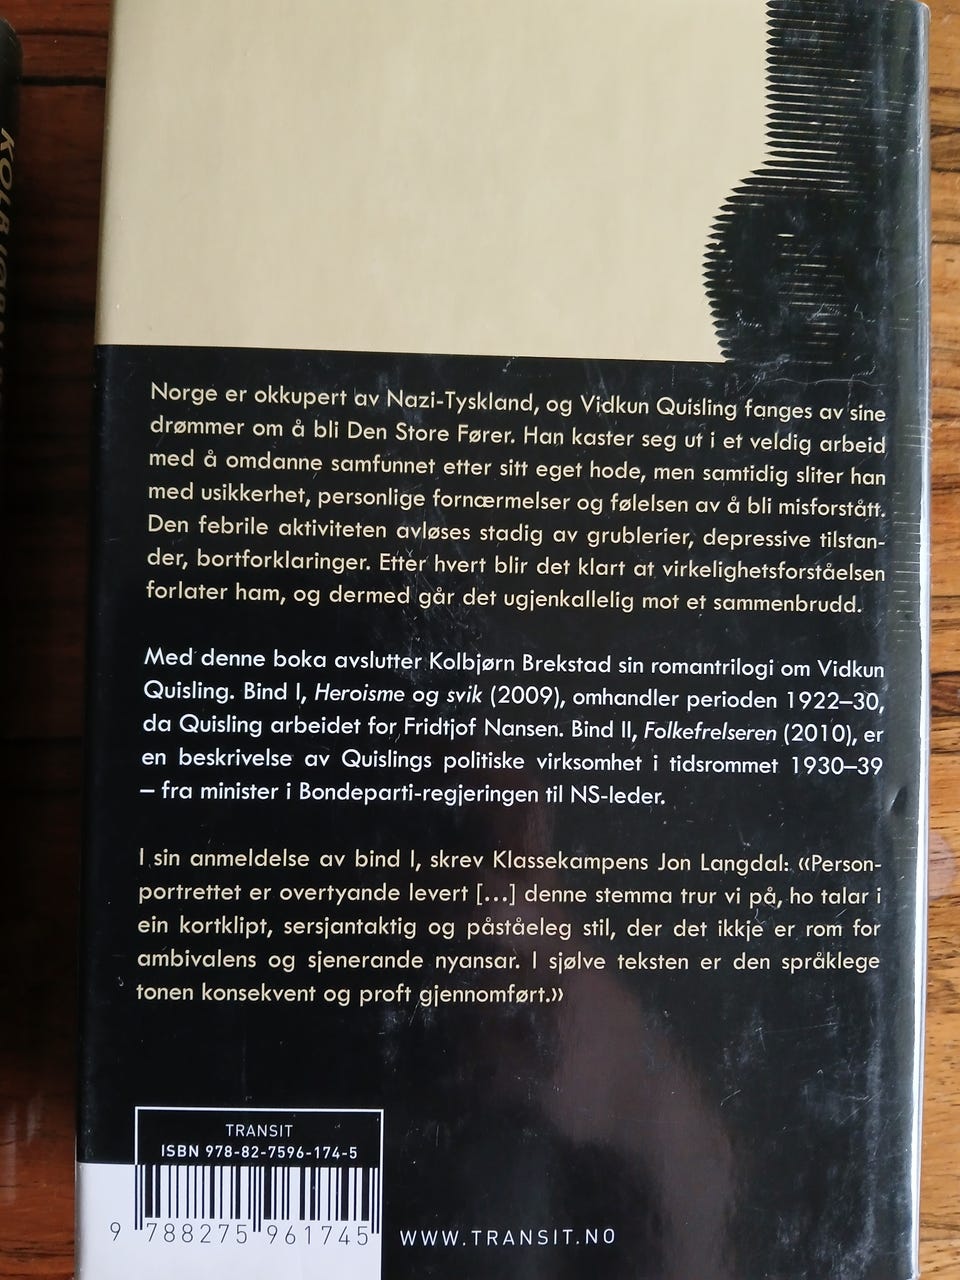 KOLBJØRN
Norge er okkupert av Nazi-Tyskland, og Vidkun Quisling fanges av sine
drømmer om å bli Den Store Fører. Han kaster seg ut i et veldig arbeid
med å omdanne samfunnet etter sitt eget hode, men samtidig sliter han
med usikkerhet, personlige fornærmelser og følelsen av å bli misforstått.
Den febrile aktiviteten avløses stadig av grublerier, depressive tilstan-
der, bortforklaringer. Etter hvert blir det klart at virkelighetsforståelsen
forlater ham, og dermed går det ugjenkallelig mot et sammenbrudd.
Med denne boka avslutter Kolbjørn Brekstad sin romantrilogi om Vidkun
Quisling. Bind I, Heroisme og svik (2009), omhandler perioden 1922–30,
da Quisling arbeidet for Fridtjof Nansen. Bind II, Folkefrelseren (2010), er
en beskrivelse av Quislings politiske virksomhet i tidsrommet 1930–39
– fra minister i Bondeparti-regjeringen til NS-leder.
I sin anmeldelse av bind I, skrev Klassekampens Jon Langdal: «Person-
portrettet er overtyande levert [...] denne stemma trur vi på, ho talar i
ein kortklipt, sersjantaktig og påståeleg stil, der det ikkje er rom for
ambivalens og sjenerande nyansar. I sjølve teksten er den språklege
tonen konsekvent og proft gjennomført.»
TRANSIT
ISBN 978-82-7596-174-5
9 788275 961745
WWW.TRANSIT.NO